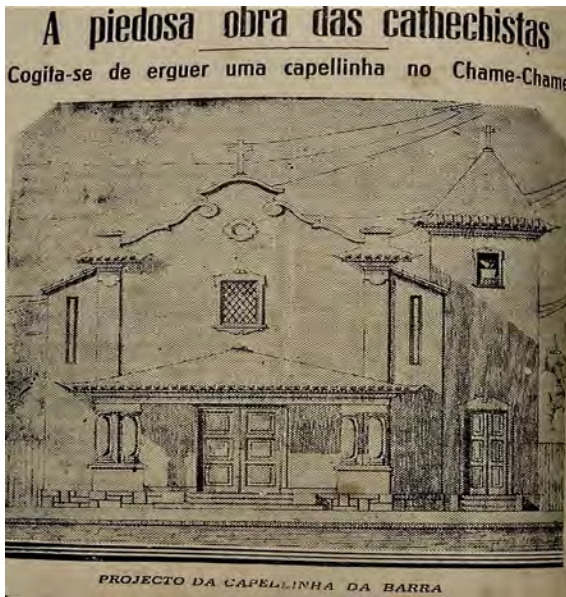 A piedosa obra das cathechistas
Cogita-se de erguer uma capellinha no Chame-Chame
PROJECTO DA CAPELLINHA DA BARRA